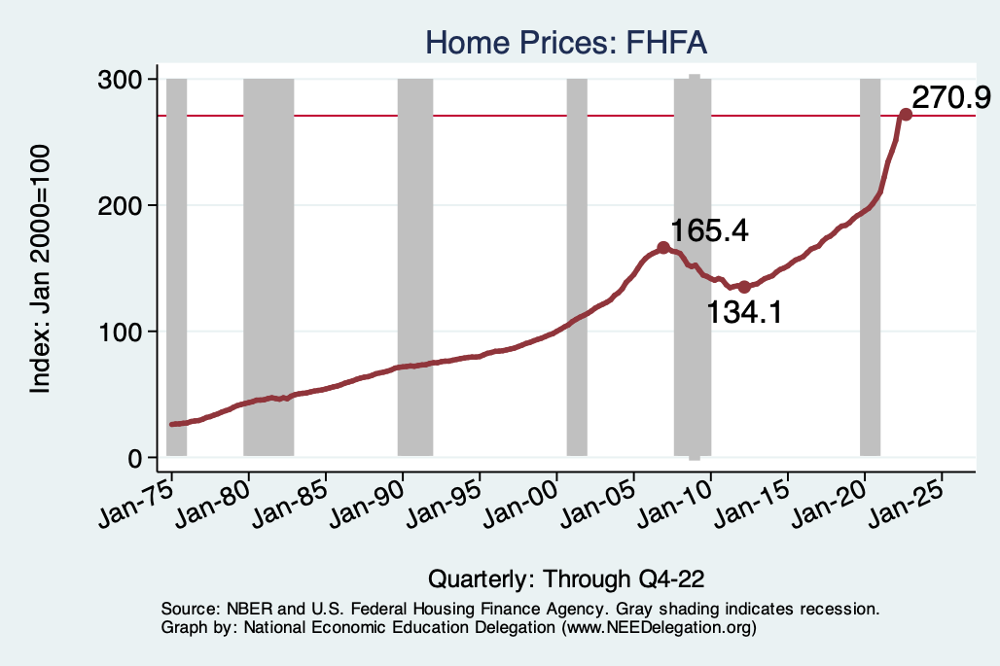 Home Prices: FHFA
300
270.9
200
165.4
134.1
100
0
Index: Jan 2000=100
Jan-75
Jan-80
Jan-85
Jan-90
Jan-95
Jan-00
Jan-05
Jan-10
Jan-15
Jan-20
Jan-25
Quarterly: Through Q4-22
Source: NBER and U.S. Federal Housing Finance Agency. Gray shading indicates recession.
Graph by: National Economic Education Delegation (www.NEEDelegation.org)